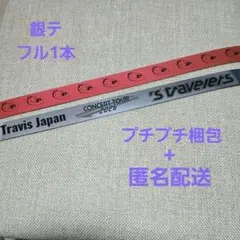 銀テ
フル1本
Travis Japan
CONCERT TOUR
's travelers
プチプチ梱包
+
匿名配送